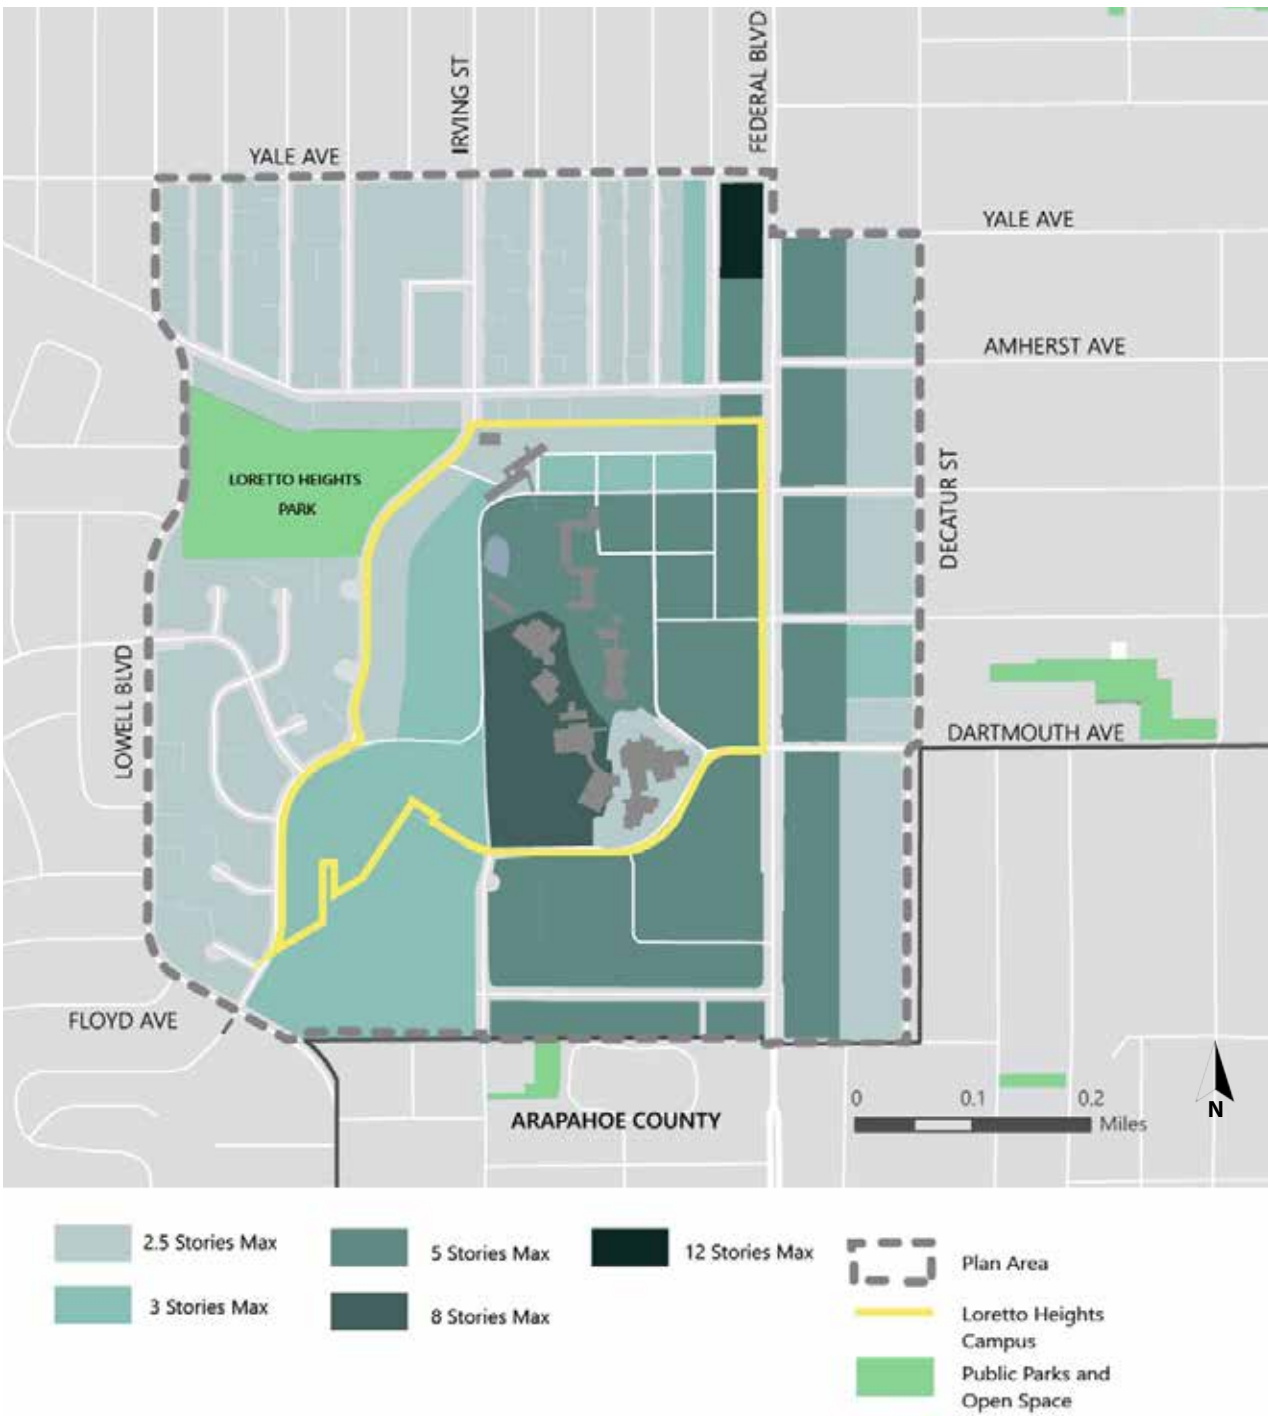 FEDERAL BLVD
IRVING ST
YALE AVE
YALE AVE
AMHERST AVE
LORETTO HEIGHTS
PARK
DECATUR ST
LOWELL BLVD
DARTMOUTH AVE
FLOYD AVE
ARAPAHOE COUNTY
0 0.1 0.2
Miles
N
2.5 Stories Max
3 Stories Max
5 Stories Max
8 Stories Max
12 Stories Max
Plan Area
Loretto Heights
Campus
Public Parks and
Open Space